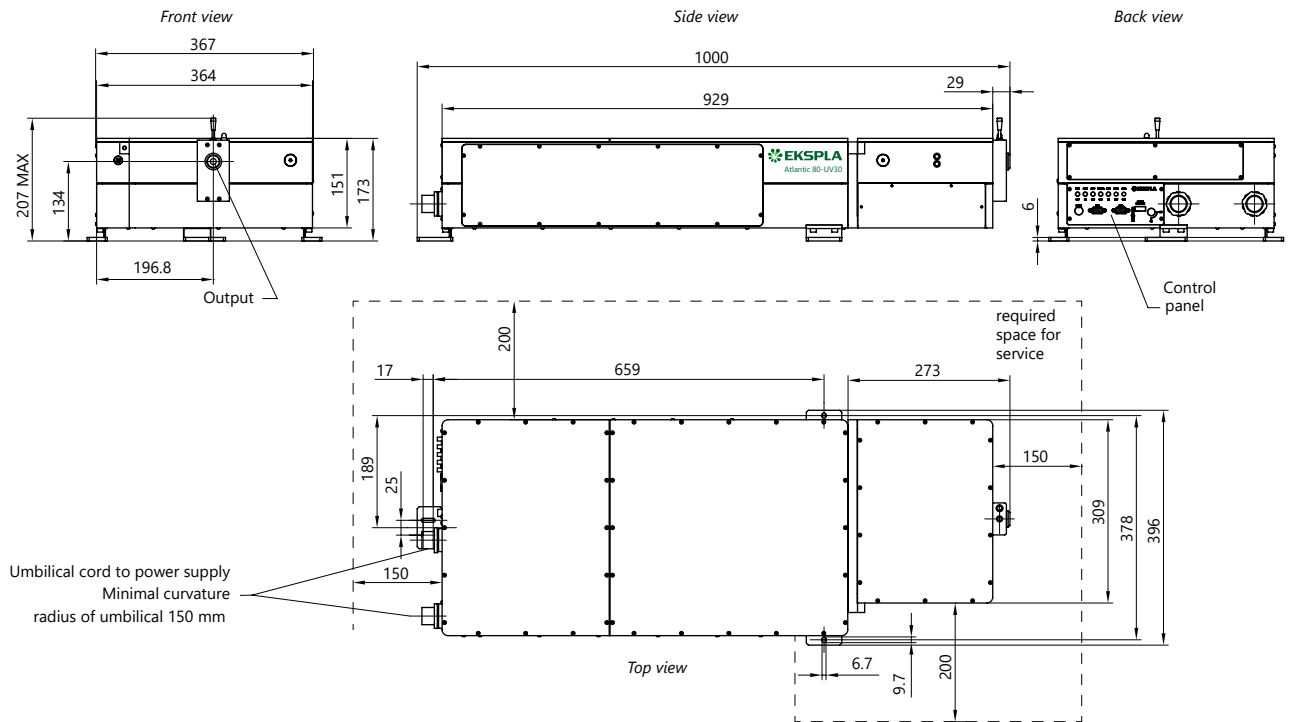 Front view
Side view
Back view
367
364
1000
929
29
207 MAX
134
151
173
6
EKSPLA
Atlantic 80-UV30
EKSPLA
196.8
Output
Control
panel
required
space for
service
200
17
659
273
189
25
150
309
378
396
150
Umbilical cord to power supply
Minimal curvature
radius of umbilical 150 mm
Top view
6.7
9.7
200